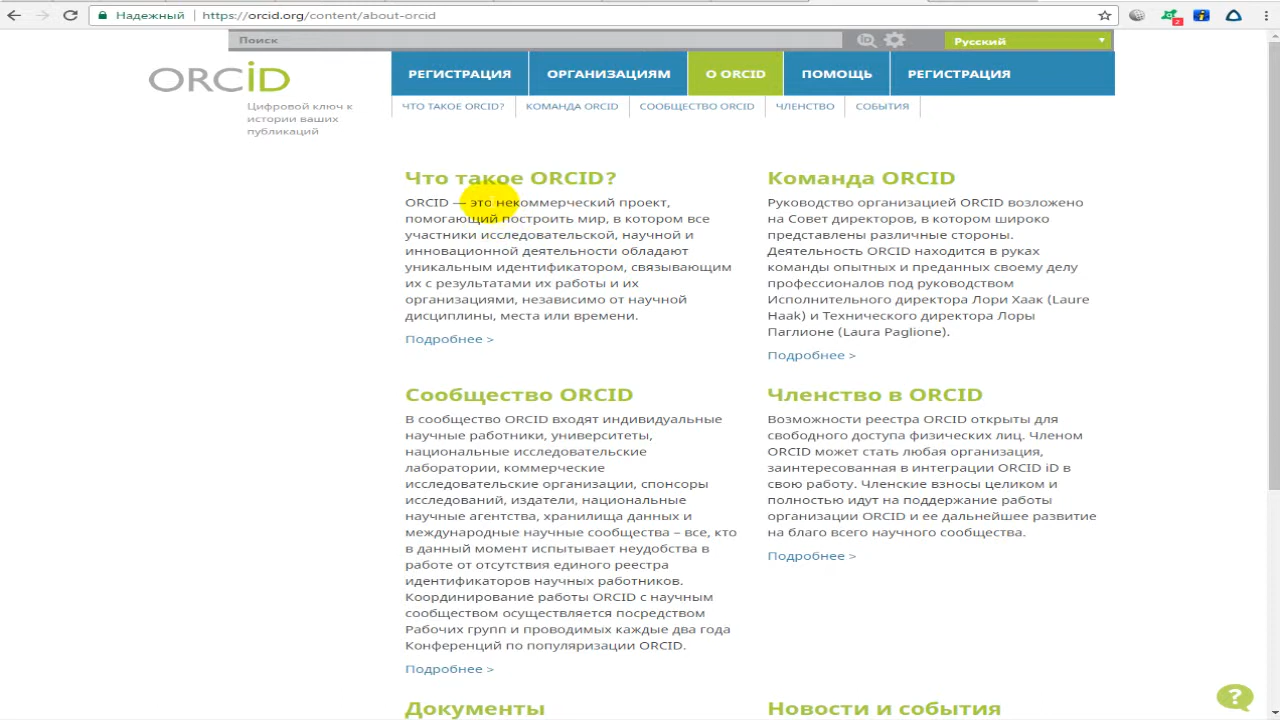 Надежный
https://orcid.org/content/about-orcid
2
Поиск
iD
Русский
ORCiD
Цифровой ключ к
истории ваших
публикаций
РЕГИСТРАЦИЯ
ОРГАНИЗАЦИЯМ
О ORCID
ПОМОЩЬ
РЕГИСТРАЦИЯ
ЧТО ТАКОЕ ORCID?
КОМАНДА ORCID
СООБЩЕСТВО ORCID
ЧЛЕНСТВО
СОБЫТИЯ
Что такое ORCID?
ORCID — это некоммерческий проект,
помогающий построить мир, в котором все
участники исследовательской, научной и
инновационной деятельности обладают
уникальным идентификатором, связывающим
их с результатами их работы и их
организациями, независимо от научной
дисциплины, места или времени.
Подробнее >
Команда ORCID
Руководство организацией ORCID возложено
на Совет директоров, в котором широко
представлены различные стороны.
Деятельность ORCID находится в руках
команды опытных и преданных своему делу
профессионалов под руководством
Исполнительного директора Лори Хаак (Laure
Haak) и Технического директора Лоры
Паглионе (Laura Paglione).
Подробнее >
Сообщество ORCID
В сообщество ORCID входят индивидуальные
научные работники, университеты,
национальные исследовательские
лаборатории, коммерческие
исследовательские организации, спонсоры
исследований, издатели, национальные
научные агентства, хранилища данных и
международные научные сообщества – все, кто
в данный момент испытывает неудобства в
работе от отсутствия единого реестра
идентификаторов научных работников.
Координирование работы ORCID с научным
сообществом осуществляется посредством
Рабочих групп и проводимых каждые два года
Конференций по популяризации ORCID.
Подробнее >
Членство в ORCID
Возможности реестра ORCID открыты для
свободного доступа физических лиц. Членом
ORCID может стать любая организация,
заинтересованная в интеграции ORCID iD в
свою работу. Членские взносы целиком и
полностью идут на поддержание работы
организации ORCID и ее дальнейшее развитие
на благо всего научного сообщества.
Подробнее >
Документы
Новости и события
?